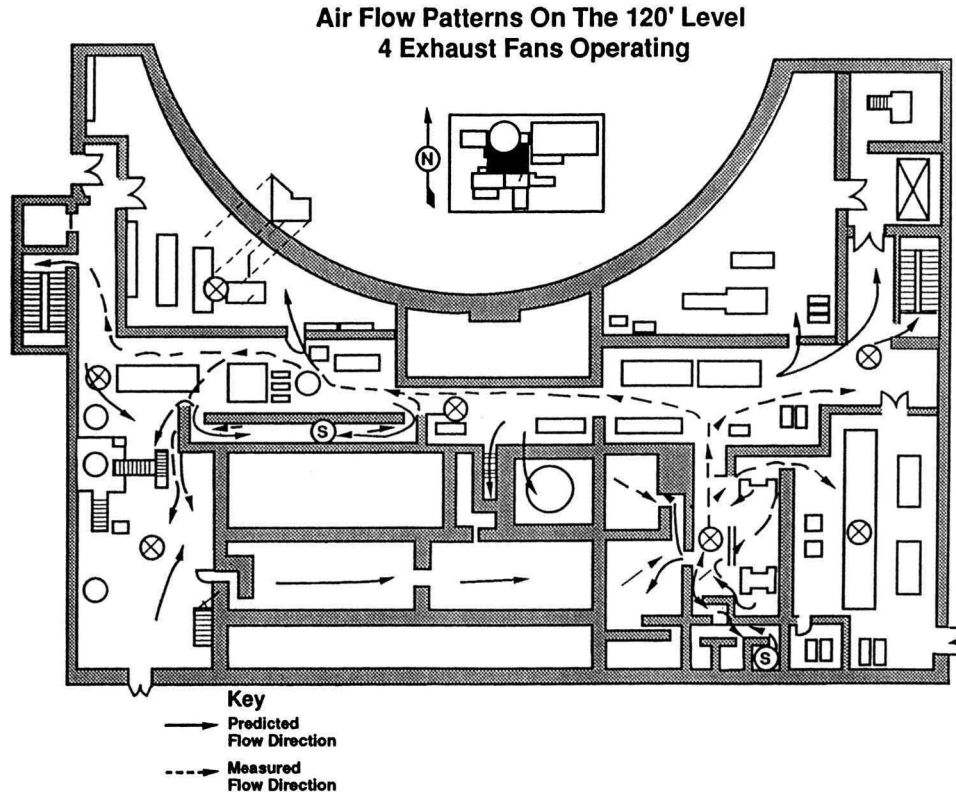 Air Flow Patterns On The 120' Level
4 Exhaust Fans Operating
N
S
S
Key
Predicted
Flow Direction
Measured
Flow Direction